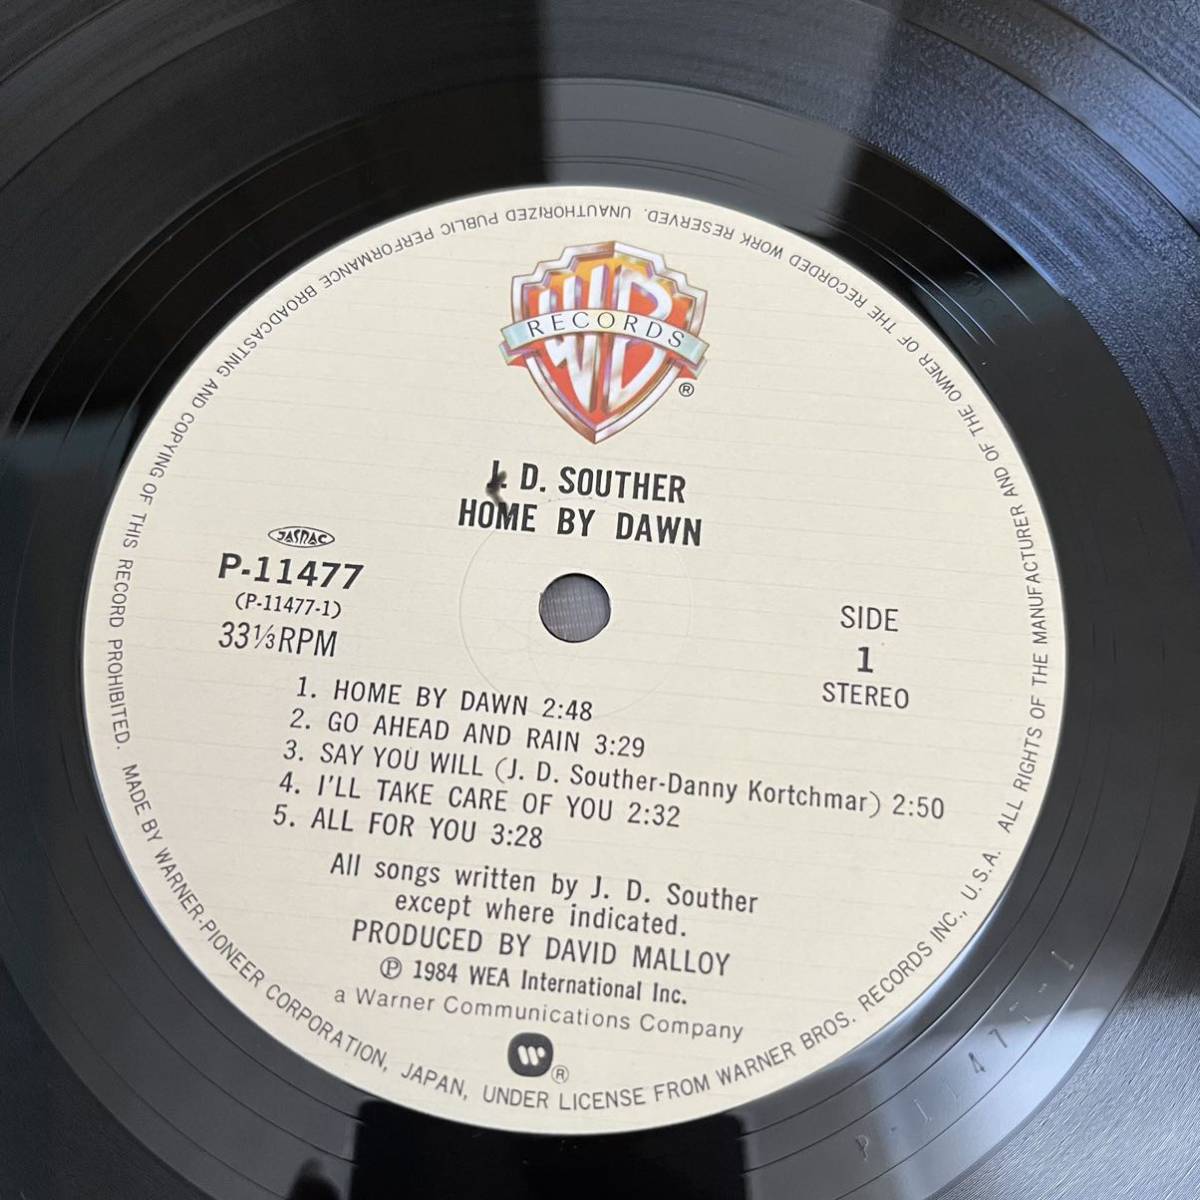 WB
RECORDS
®
J. D. SOUTHER
HOME BY DAWN
JASRAC
P-11477
(P-11477-1)
33⅓RPM
SIDE
1
STEREO
1. HOME BY DAWN 2:48
2. GO AHEAD AND RAIN 3:29
3. SAY YOU WILL (J. D. Souther-Danny Kortchmar) 2:50
4. I'LL TAKE CARE OF YOU 2:32
5. ALL FOR YOU 3:28
All songs written by J. D. Souther
except where indicated.
PRODUCED BY DAVID MALLOY
℗ 1984 WEA International Inc.
a Warner Communications Company
W®
MADE BY WARNER-PIONEER CORPORATION, JAPAN, UNDER LICENSE FROM WARNER BROS. RECORDS INC., U.S.A. ALL RIGHTS OF THE MANUFACTURER AND OF THE OWNER OF THE RECORDED WORK RESERVED. UNAUTHORIZED PUBLIC PERFORMANCE BROADCASTING AND COPYING OF THIS RECORD PROHIBITED.